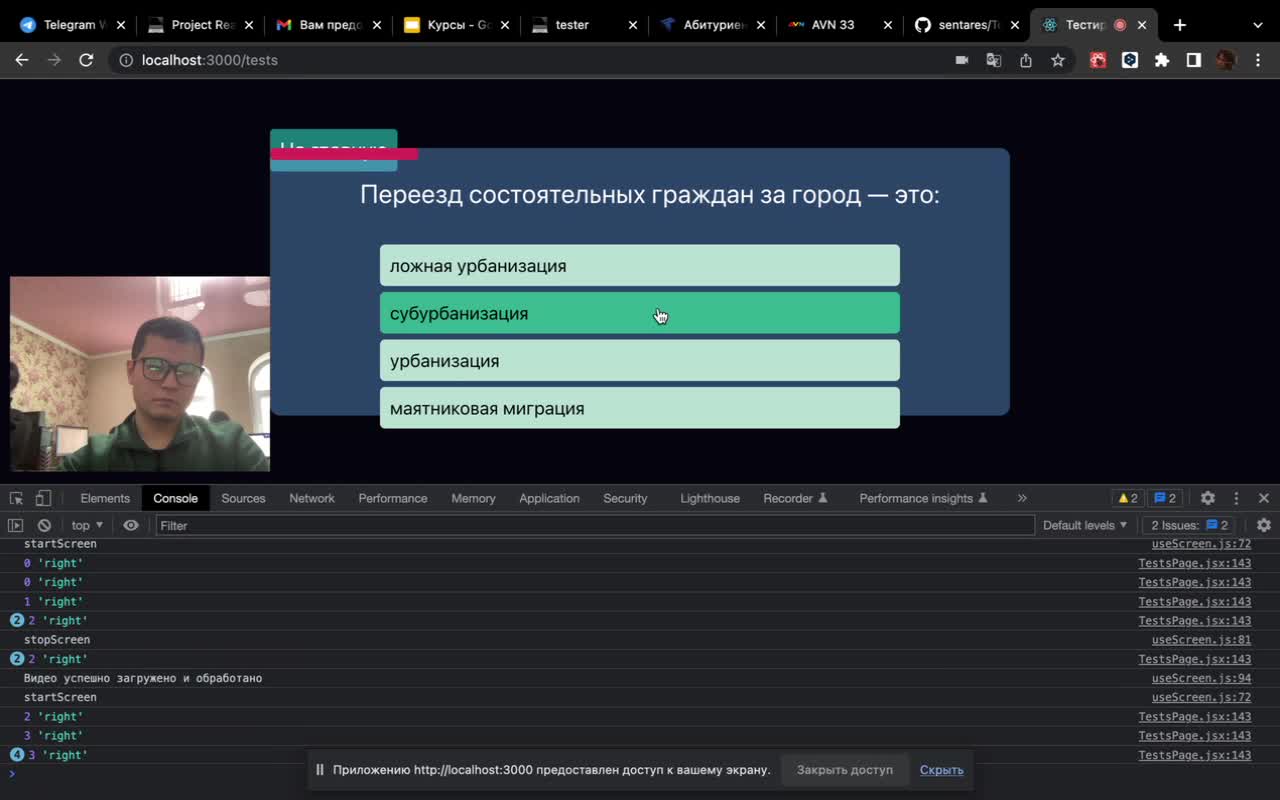 Telegram W
Project Rea
Вам предо
Курсы - Go
tester
Абитуриен
AVN 33
sentares/Te
Тестир
localhost:3000/tests
На главную
Переезд состоятельных граждан за город — это:
ложная урбанизация
субурбанизация
урбанизация
маятниковая миграция
Elements
Console
Sources
Network
Performance
Memory
Application
Security
Lighthouse
Recorder
Performance insights
2
2
top
Filter
Default levels
2 Issues:
2
startScreen useScreen.js:72
0 'right' TestsPage.jsx:143
0 'right' TestsPage.jsx:143
1 'right' TestsPage.jsx:143
2 2 'right' TestsPage.jsx:143
stopScreen useScreen.js:81
2 2 'right' TestsPage.jsx:143
Видео успешно загружено и обработано useScreen.js:94
startScreen useScreen.js:72
2 'right' TestsPage.jsx:143
3 'right' TestsPage.jsx:143
4 3 'right' TestsPage.jsx:143
Приложению http://localhost:3000 предоставлен доступ к вашему экрану.
Закрыть доступ
Скрыть